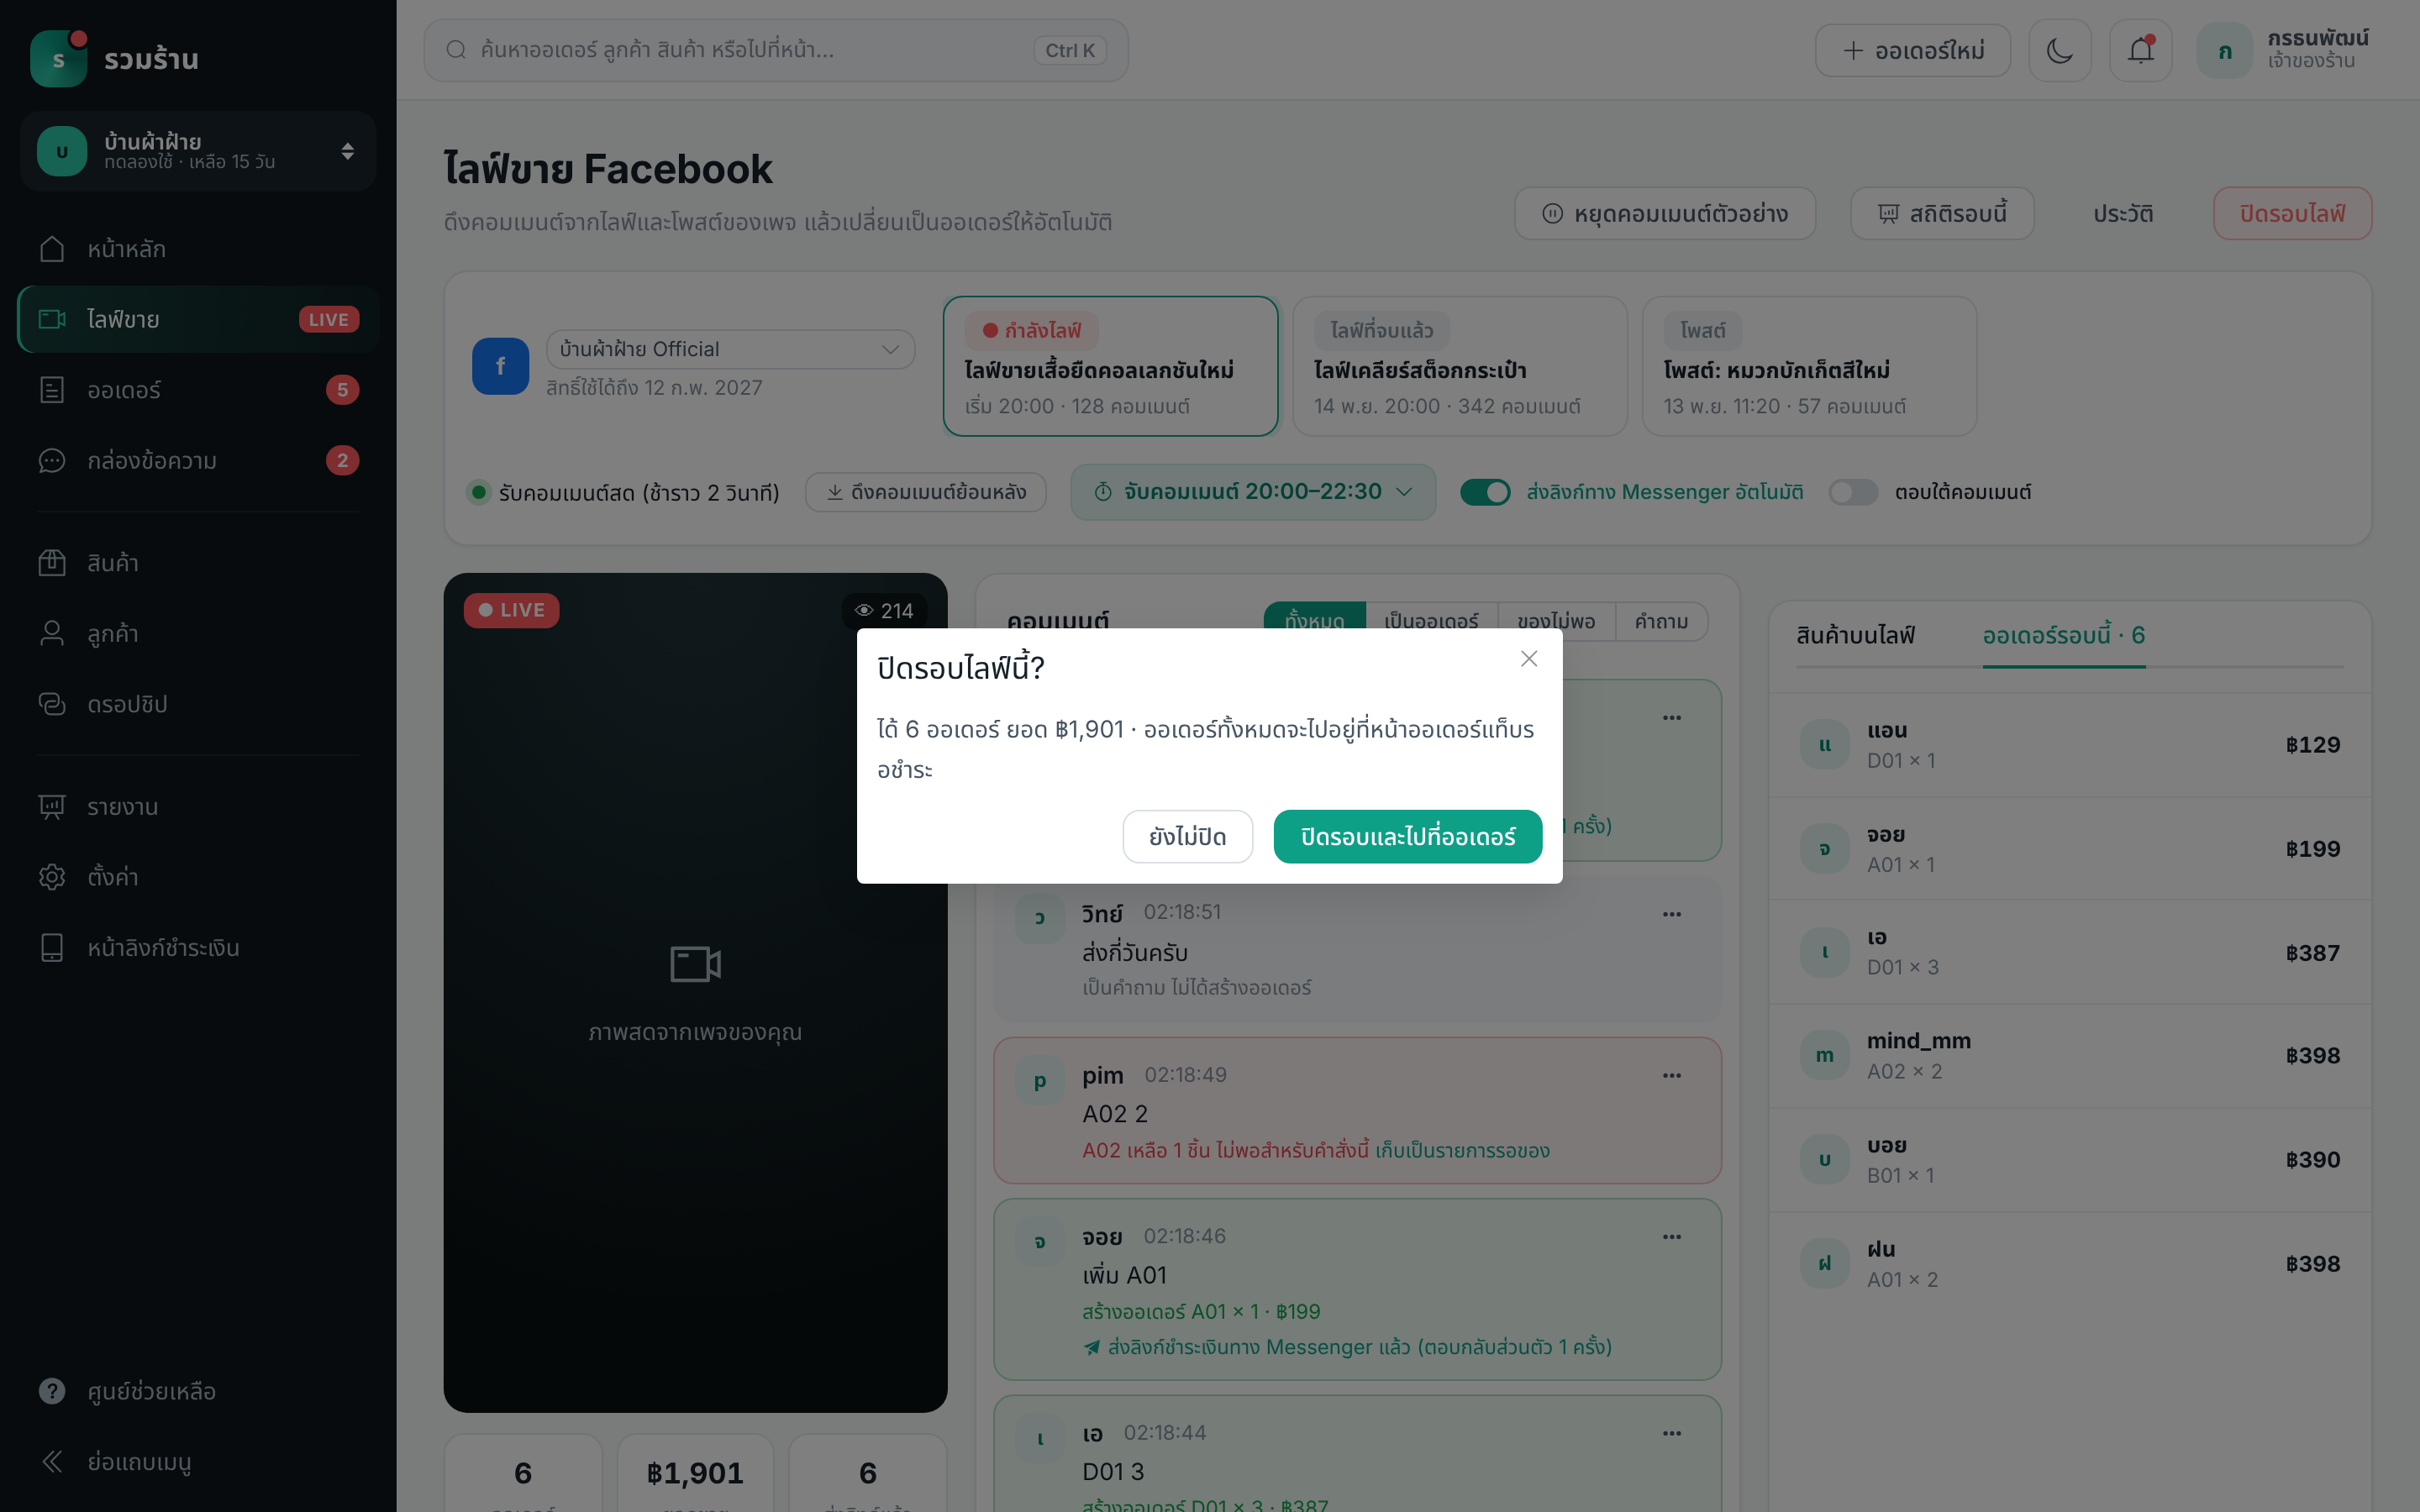 s รวมร้าน
บ บ้านผ้าฝ้าย
ทดลองใช้ · เหลือ 15 วัน
หน้าหลัก
ไลฟ์ขาย LIVE
ออเดอร์ 5
กล่องข้อความ 2
สินค้า
ลูกค้า
ดรอปชิป
รายงาน
ตั้งค่า
หน้าลิงก์ชำระเงิน
ศูนย์ช่วยเหลือ
ย่อแถบเมนู
ค้นหาออเดอร์ ลูกค้า สินค้า หรือไปที่หน้า... Ctrl K
ออเดอร์ใหม่
ก กรธนพัฒน์
เจ้าของร้าน
ไลฟ์ขาย Facebook
ดึงคอมเมนต์จากไลฟ์และโพสต์ของเพจ แล้วเปลี่ยนเป็นออเดอร์ให้อัตโนมัติ
หยุดคอมเมนต์ตัวอย่าง สถิติรอบนี้ ประวัติ ปิดรอบไลฟ์
f บ้านผ้าฝ้าย Official
สิทธิ์ใช้ได้ถึง 12 ก.พ. 2027
กำลังไลฟ์
ไลฟ์ขายเสื้อยืดคอลเลกชันใหม่
เริ่ม 20:00 · 128 คอมเมนต์
ไลฟ์ที่จบแล้ว
ไลฟ์เคลียร์สต็อกกระเป๋า
14 พ.ย. 20:00 · 342 คอมเมนต์
โพสต์
โพสต์: หมวกบักเก็ตสีใหม่
13 พ.ย. 11:20 · 57 คอมเมนต์
รับคอมเมนต์สด (ช้าราว 2 วินาที) ดึงคอมเมนต์ย้อนหลัง จับคอมเมนต์ 20:00–22:30 ส่งลิงก์ทาง Messenger อัตโนมัติ ตอบใต้คอมเมนต์
LIVE 214
ภาพสดจากเพจของคุณ
6 ฿1,901 6
คอมเมนต์ ทั้งหมด เป็นออเดอร์ ของไม่พอ คำถาม
ปิดรอบไลฟ์นี้?
ได้ 6 ออเดอร์ ยอด ฿1,901 · ออเดอร์ทั้งหมดจะไปอยู่ที่หน้าออเดอร์แท็บร
อชำระ
ยังไม่ปิด ปิดรอบและไปที่ออเดอร์
ครั้ง)
ว วิทย์ 02:18:51
ส่งกี่วันครับ
เป็นคำถาม ไม่ได้สร้างออเดอร์
p pim 02:18:49
A02 2
A02 เหลือ 1 ชิ้น ไม่พอสำหรับคำสั่งนี้ เก็บเป็นรายการรอของ
จ จอย 02:18:46
เพิ่ม A01
สร้างออเดอร์ A01 × 1 · ฿199
ส่งลิงก์ชำระเงินทาง Messenger แล้ว (ตอบกลับส่วนตัว 1 ครั้ง)
เ เอ 02:18:44
D01 3
สร้างออเดอร์ D01 × 3 · ฿387
สินค้าบนไลฟ์ ออเดอร์รอบนี้ · 6
แ แอน ฿129
D01 × 1
จ จอย ฿199
A01 × 1
เ เอ ฿387
D01 × 3
m mind_mm ฿398
A02 × 2
บ บอย ฿390
B01 × 1
ฝ ฝน ฿398
A01 × 2